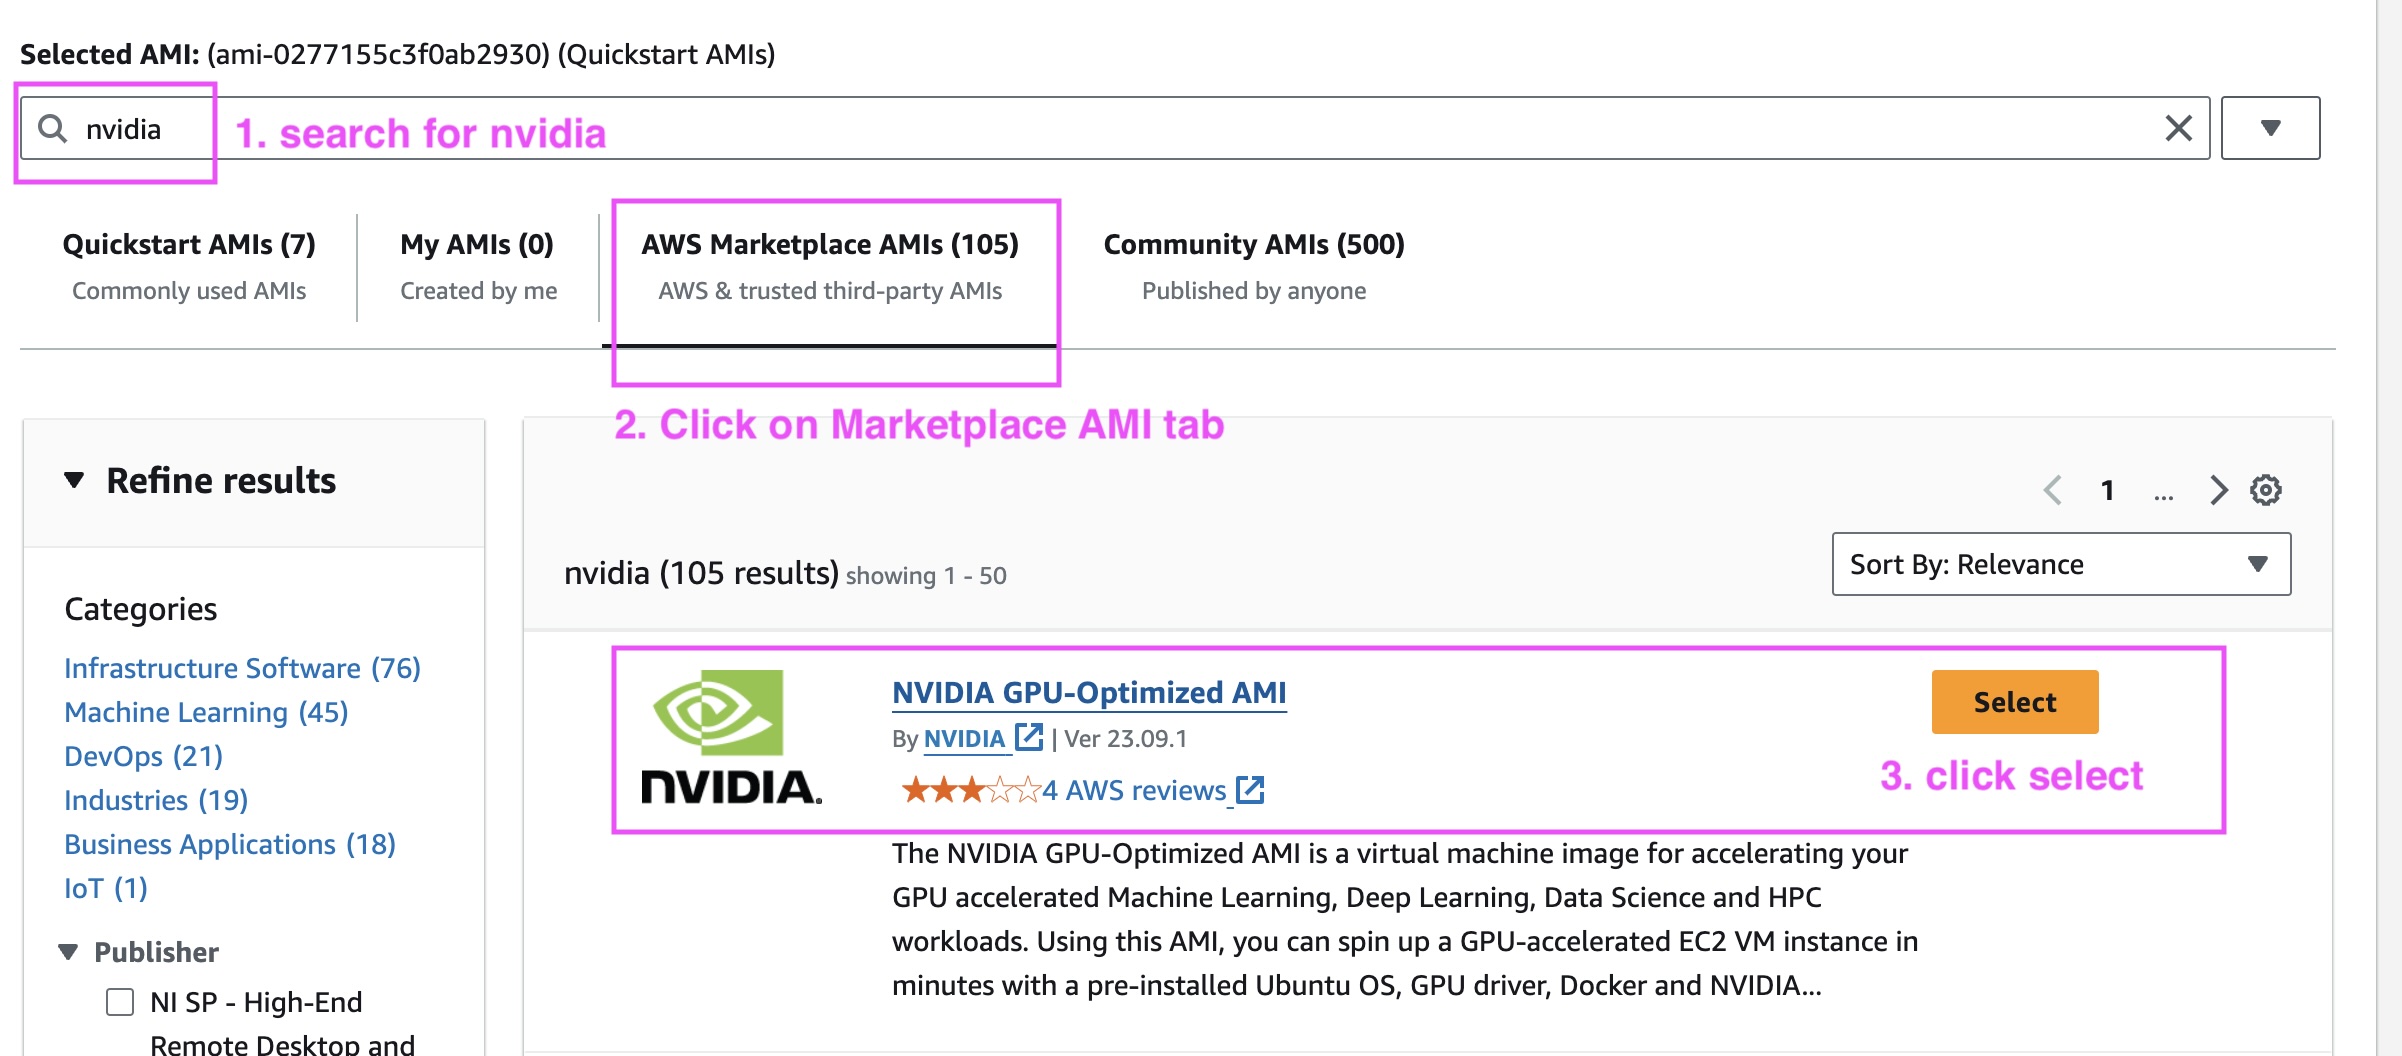 Selected AMI: (ami-0277155c3f0ab2930) (Quickstart AMIs)
nvidia
1. search for nvidia
Quickstart AMIs (7)
Commonly used AMIs
My AMIs (0)
Created by me
AWS Marketplace AMIs (105)
AWS & trusted third-party AMIs
Community AMIs (500)
Published by anyone
2. Click on Marketplace AMI tab
Refine results
Categories
Infrastructure Software (76)
Machine Learning (45)
DevOps (21)
Industries (19)
Business Applications (18)
IoT (1)
Publisher
NI SP - High-End
Remote Desktop and
1 ...
nvidia (105 results) showing 1 - 50
Sort By: Relevance
NVIDIA.
NVIDIA GPU-Optimized AMI
By NVIDIA | Ver 23.09.1
4 AWS reviews
Select
3. click select
The NVIDIA GPU-Optimized AMI is a virtual machine image for accelerating your
GPU accelerated Machine Learning, Deep Learning, Data Science and HPC
workloads. Using this AMI, you can spin up a GPU-accelerated EC2 VM instance in
minutes with a pre-installed Ubuntu OS, GPU driver, Docker and NVIDIA...